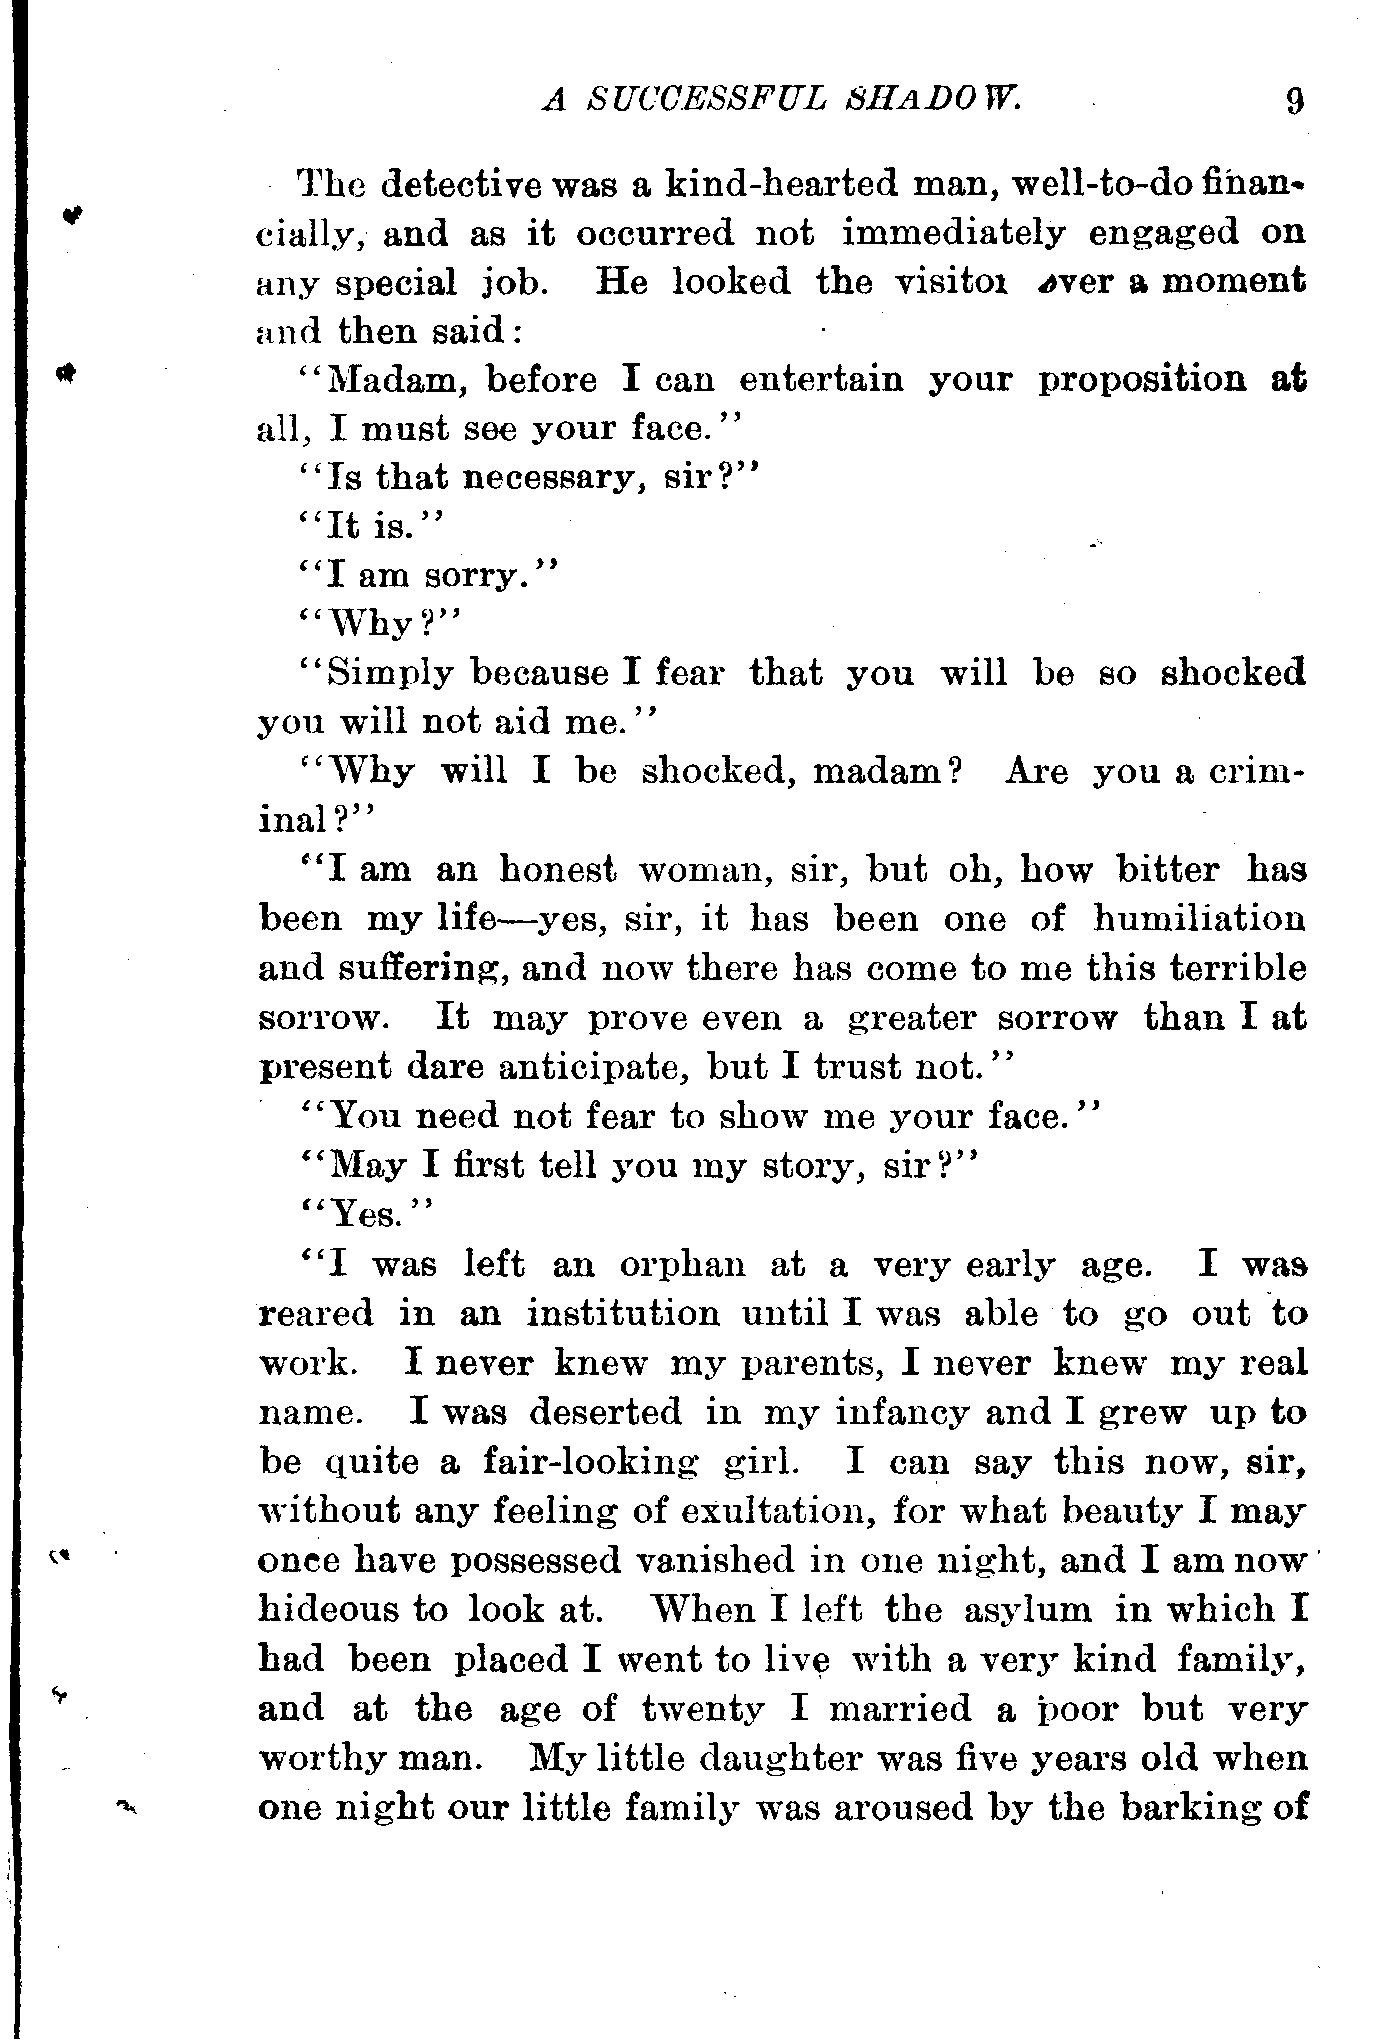 A SUCCESSFUL SHADOW. 9
The detective was a kind-hearted man, well-to-do finan-
cially, and as it occurred not immediately engaged on
any special job. He looked the visitor over a moment
and then said:
"Madam, before I can entertain your proposition at
all, I must see your face."
"Is that necessary, sir?"
"It is."
"I am sorry."
"Why?"
"Simply because I fear that you will be so shocked
you will not aid me."
"Why will I be shocked, madam? Are you a crim-
inal?"
"I am an honest woman, sir, but oh, how bitter has
been my life—yes, sir, it has been one of humiliation
and suffering, and now there has come to me this terrible
sorrow. It may prove even a greater sorrow than I at
present dare anticipate, but I trust not."
"You need not fear to show me your face."
"May I first tell you my story, sir?"
"Yes."
"I was left an orphan at a very early age. I was
reared in an institution until I was able to go out to
work. I never knew my parents, I never knew my real
name. I was deserted in my infancy and I grew up to
be quite a fair-looking girl. I can say this now, sir,
without any feeling of exultation, for what beauty I may
once have possessed vanished in one night, and I am now
hideous to look at. When I left the asylum in which I
had been placed I went to live with a very kind family,
and at the age of twenty I married a poor but very
worthy man. My little daughter was five years old when
one night our little family was aroused by the barking of